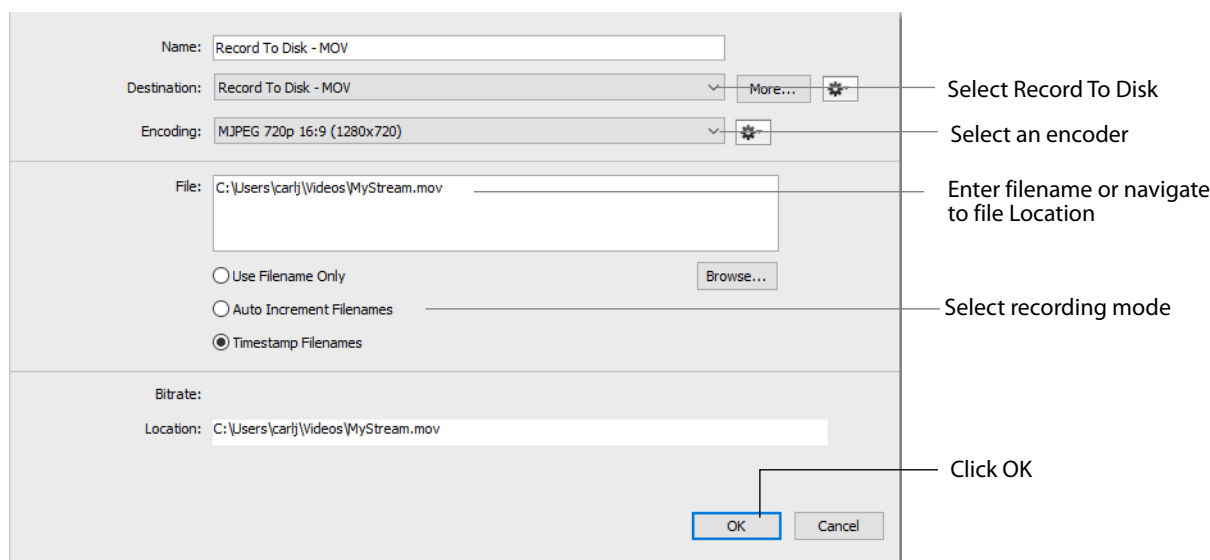 Name: Record To Disk - MOV
Destination: Record To Disk - MOV More... Select Record To Disk
Encoding: MJPEG 720p 16:9 (1280x720) Select an encoder
File: C:\Users\carlj\Videos\MyStream.mov Enter filename or navigate
to file Location
Use Filename Only Browse...
Auto Increment Filenames Select recording mode
Timestamp Filenames
Bitrate:
Location: C:\Users\carlj\Videos\MyStream.mov
Click OK
OK Cancel